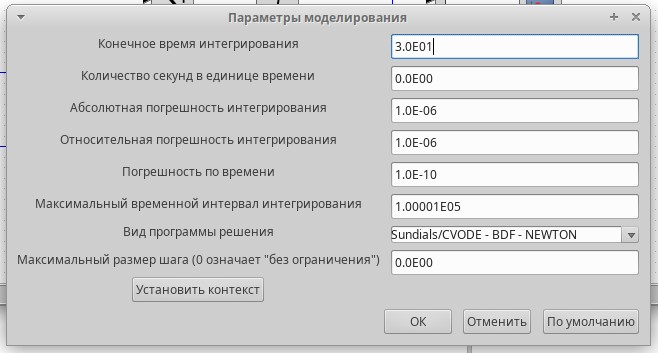 Параметры моделирования
Конечное время интегрирования 3.0E01
Количество секунд в единице времени 0.0E00
Абсолютная погрешность интегрирования 1.0E-06
Относительная погрешность интегрирования 1.0E-06
Погрешность по времени 1.0E-10
Максимальный временной интервал интегрирования 1.00001E05
Вид программы решения Sundials/CVODE - BDF - NEWTON
Максимальный размер шага (0 означает "без ограничения") 0.0E00
Установить контекст
ОК Отменить По умолчанию